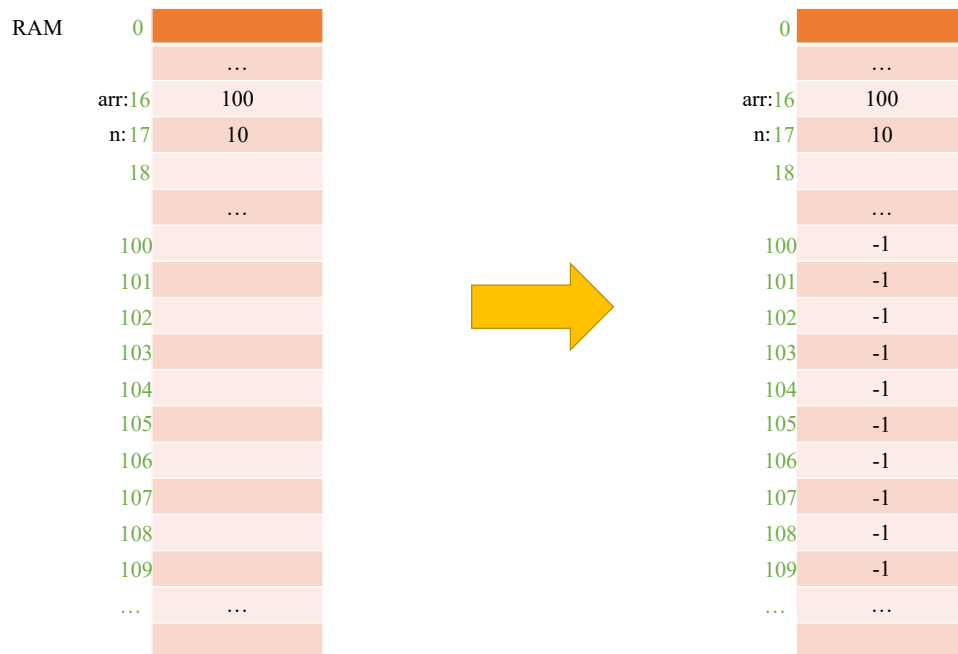 RAM 0 0
… …
arr:16 100 arr:16 100
n:17 10 n:17 10
18 18
… …
100 100 -1
101 101 -1
102 102 -1
103 103 -1
104 104 -1
105 105 -1
106 106 -1
107 107 -1
108 108 -1
109 109 -1
… … … …